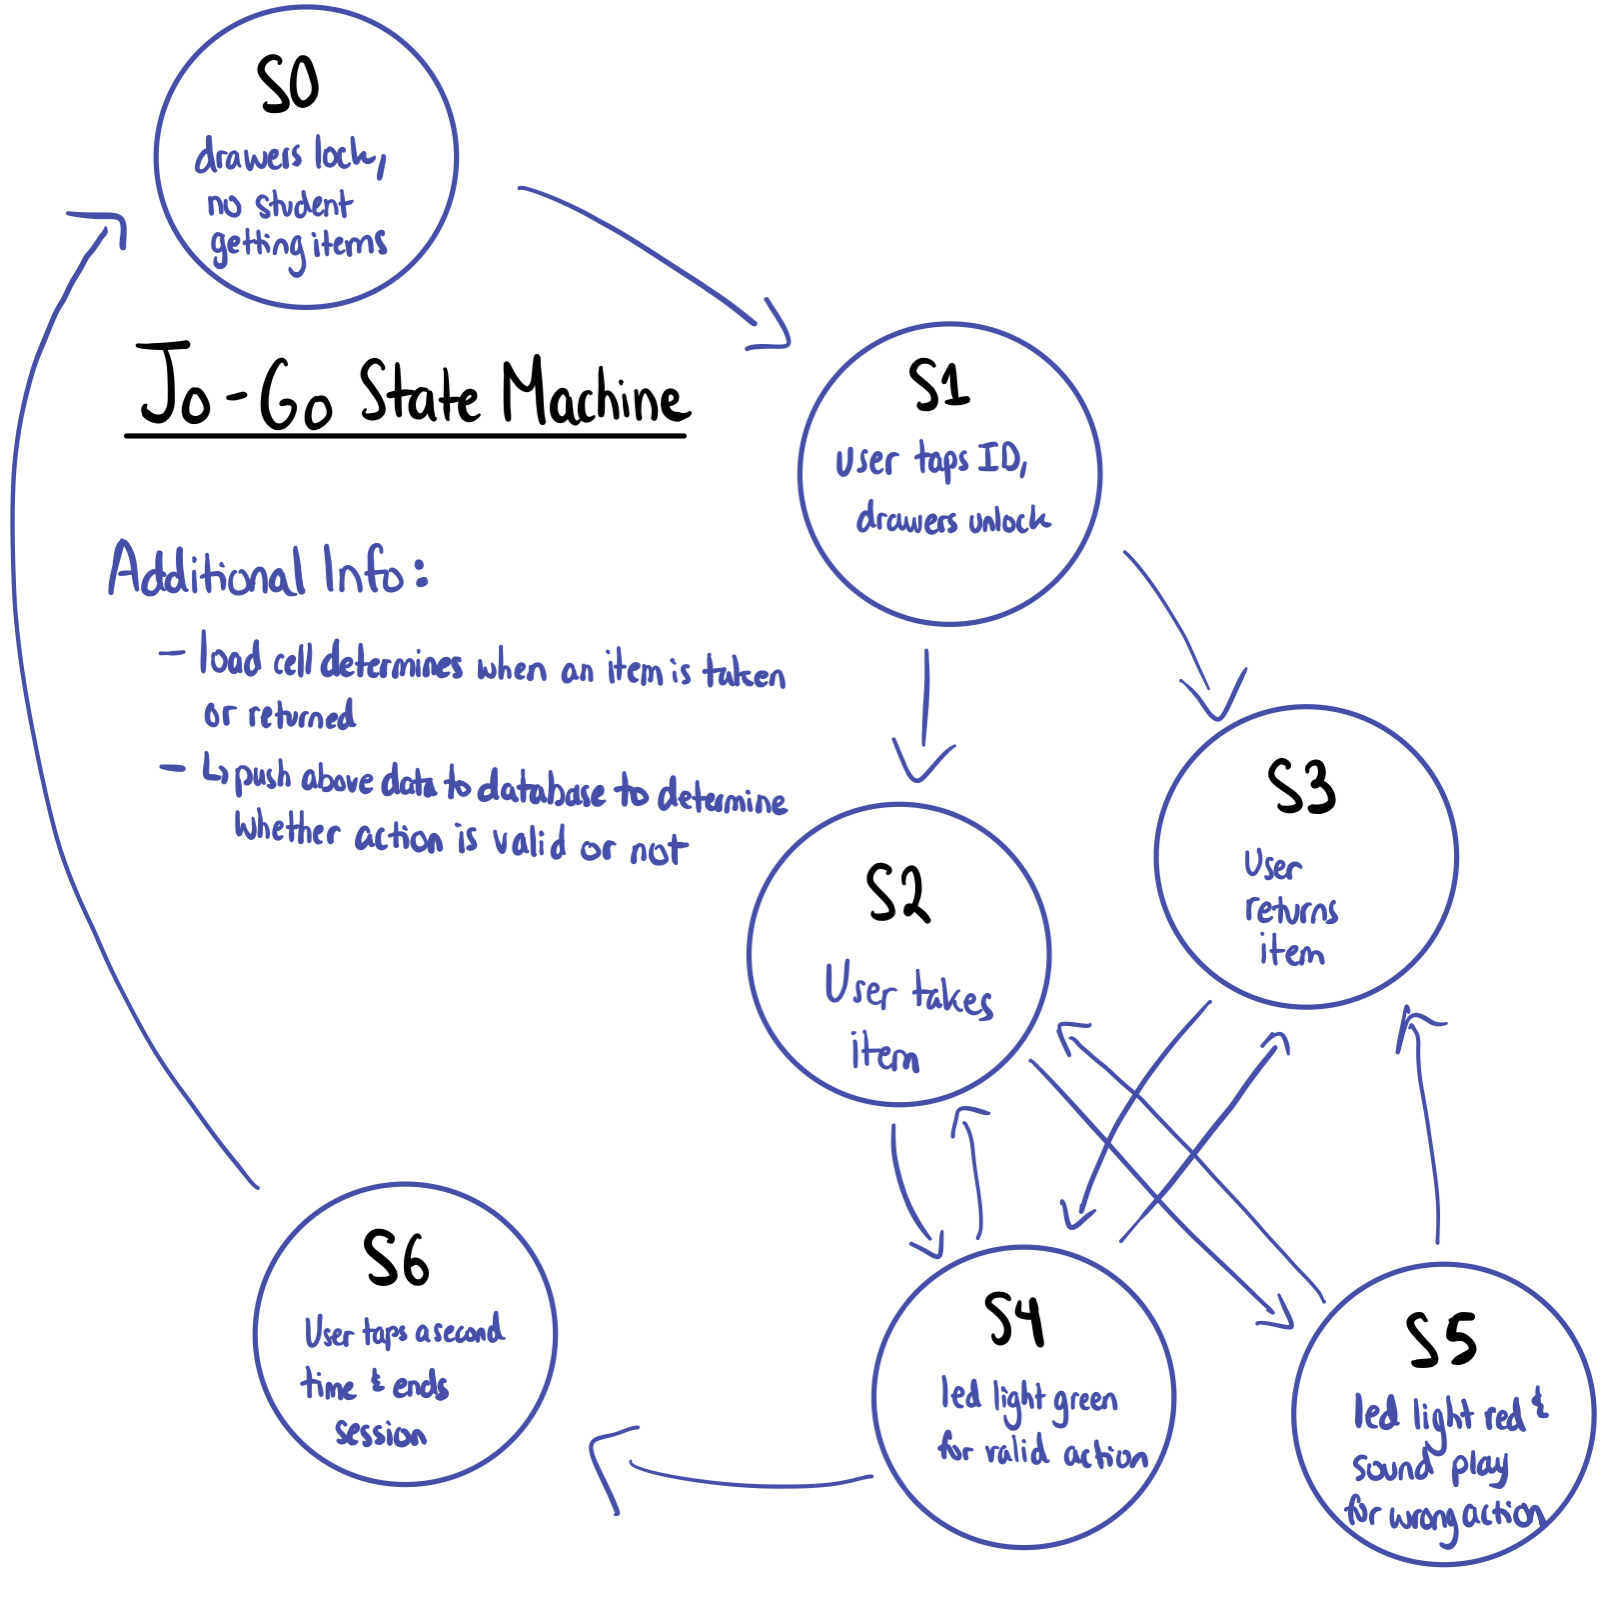 S0
drawers lock,
no student
getting items
Jo-Go State Machine
S1
User taps ID,
drawers unlock
Additional Info:
- load cell determines when an item is taken
or returned
- ↳ push above data to database to determine
whether action is valid or not
S2
User takes
item
S3
User
returns
item
S6
User taps a second
time & ends
session
S4
led light green
for valid action
S5
led light red &
sound play
for wrong action